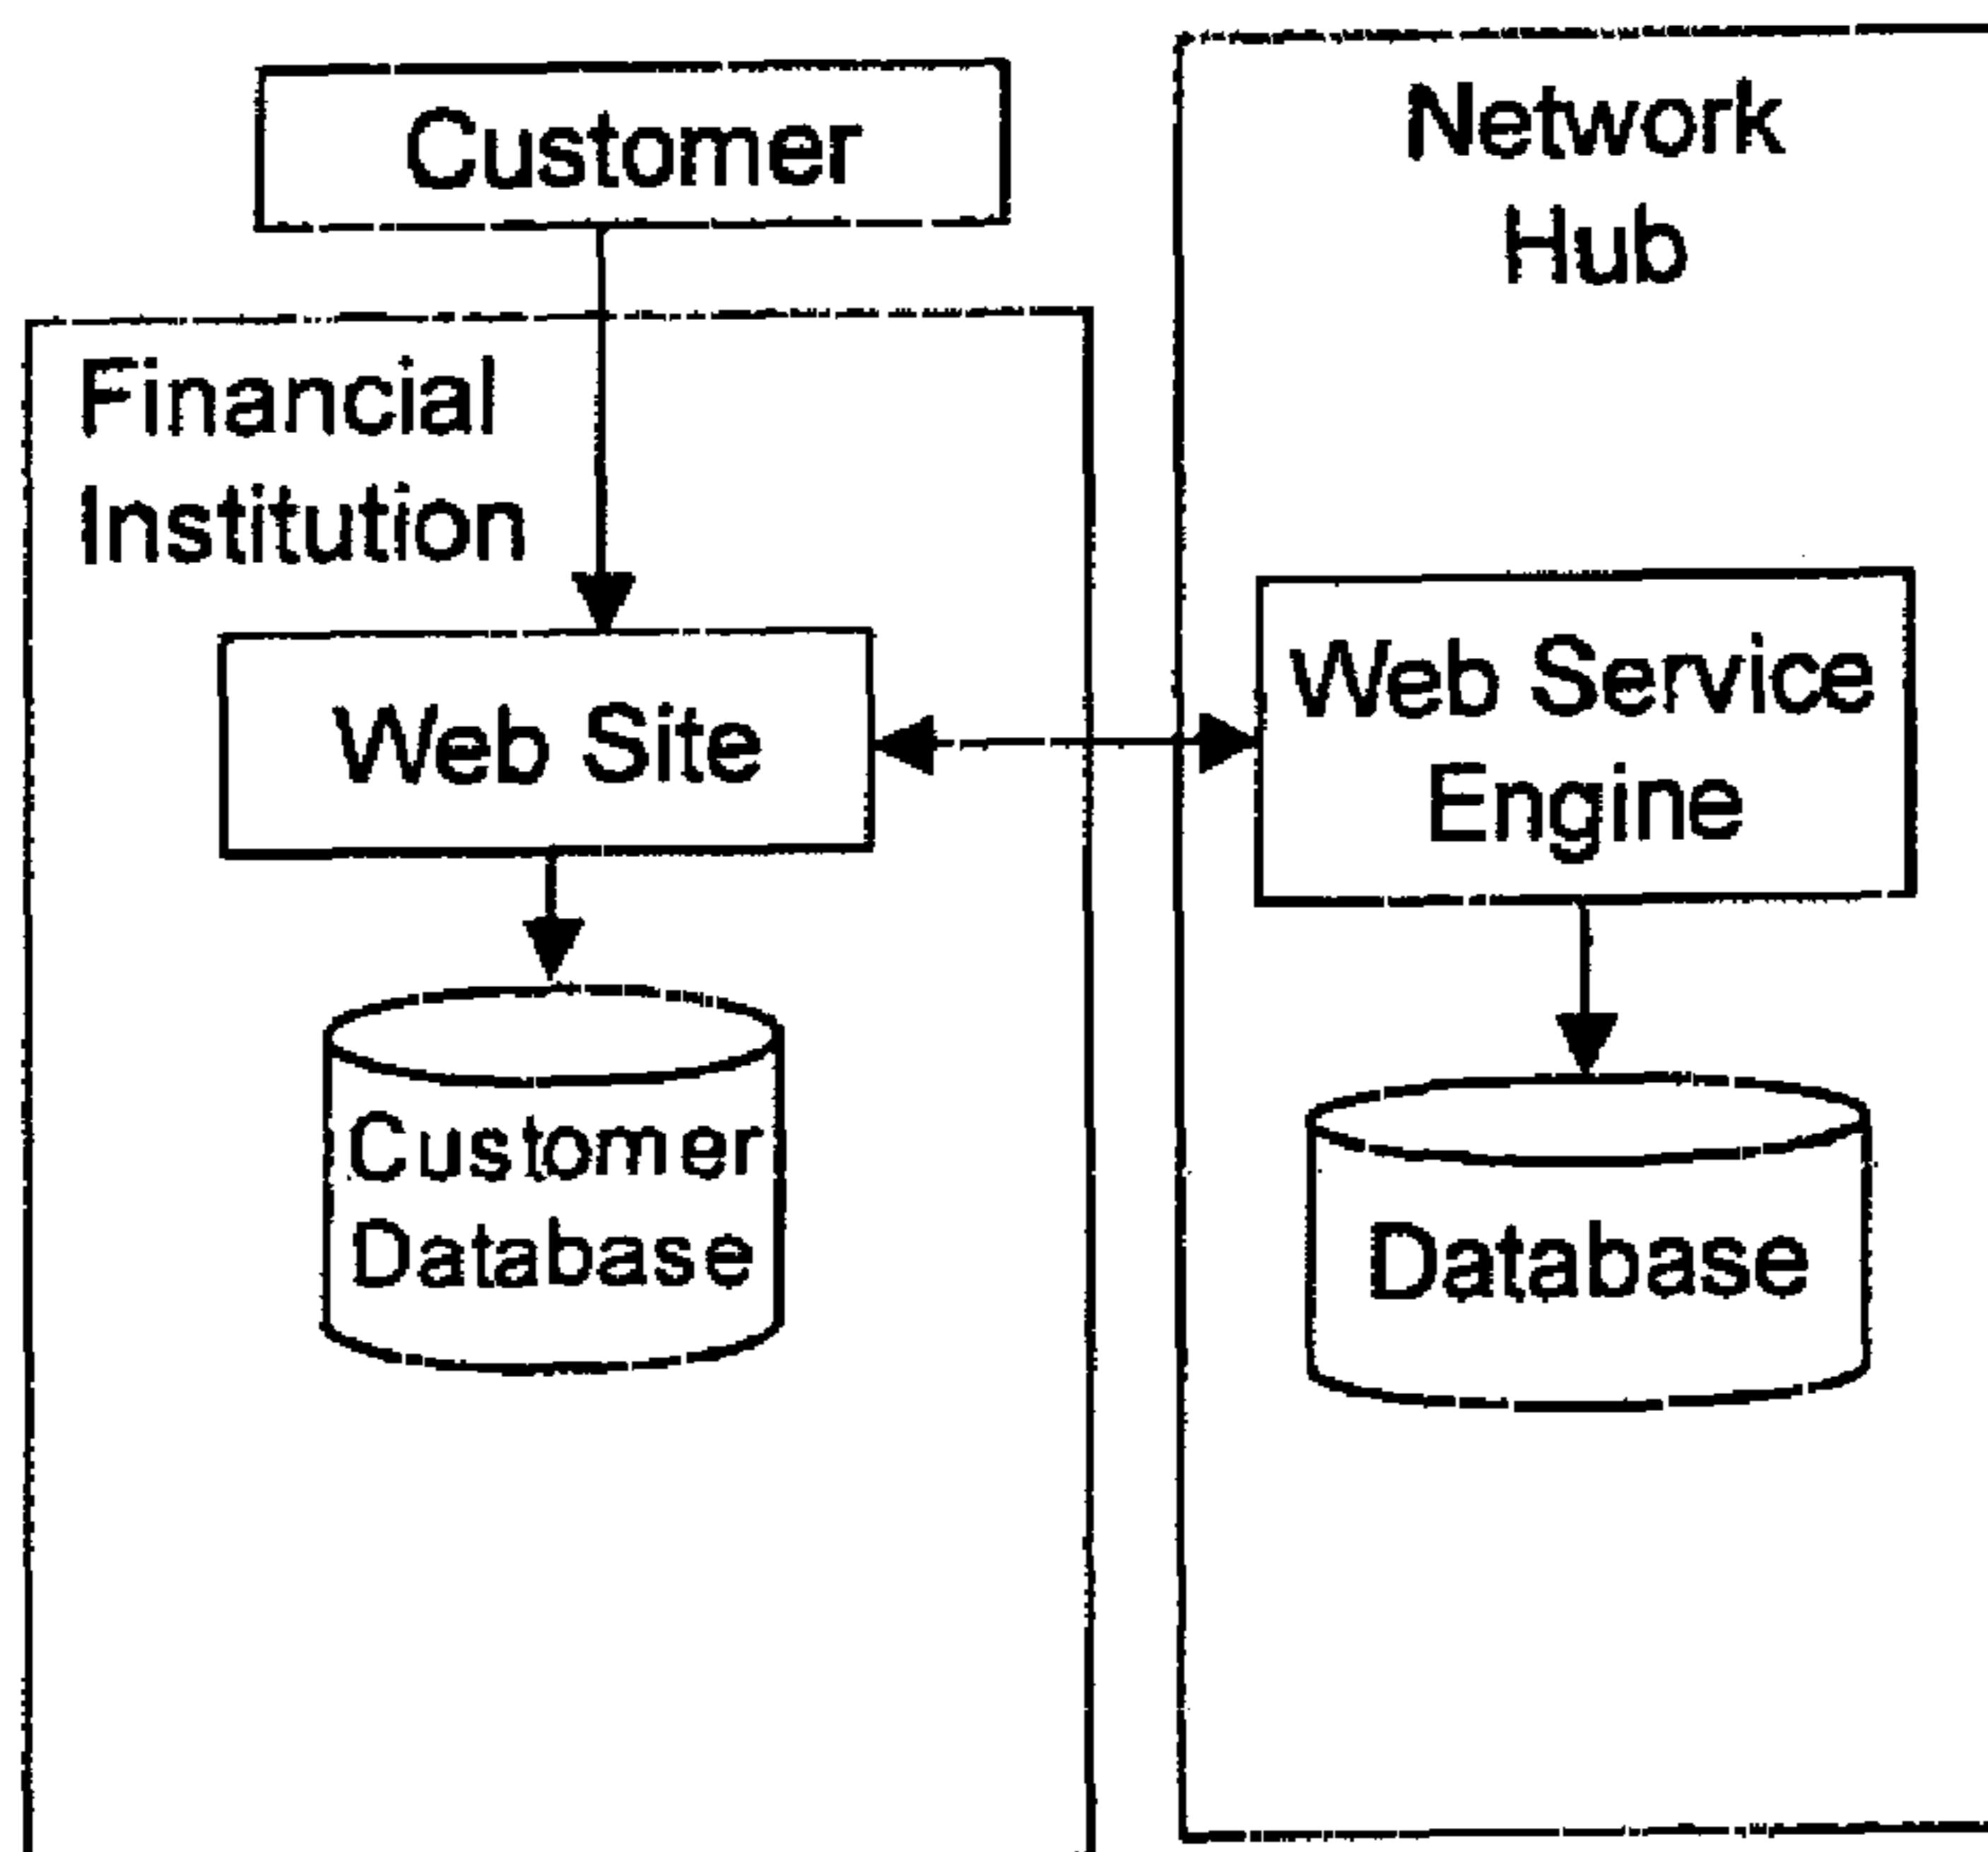 Customer
Financial
Institution
Web Site
Customer
Database
Network
Hub
Web Service
Engine
Database